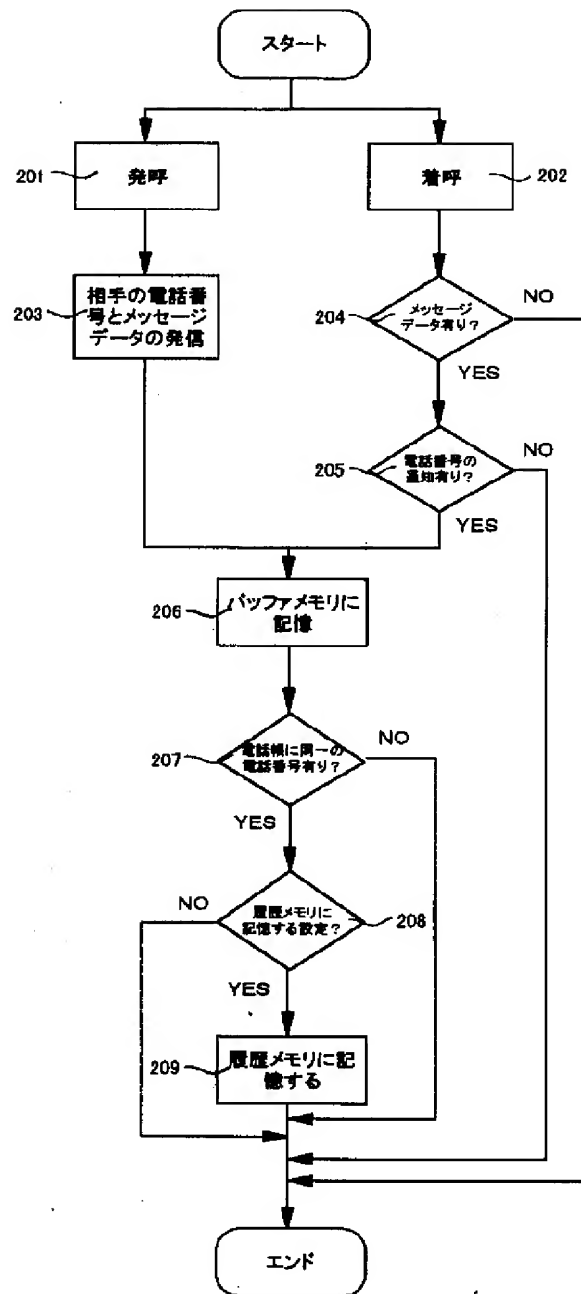 スタート
201
発呼
着呼
202
203
相手の電話番
号とメッセージ
データの発信
204
メッセージ
データ有り?
NO
YES
205
電話番号の
通知有り?
NO
YES
206
バッファメモリに
記憶
207
電話帳に同一の
電話番号有り?
NO
YES
NO
履歴メモリに
記憶する設定?
208
YES
209
履歴メモリに記
憶する
エンド